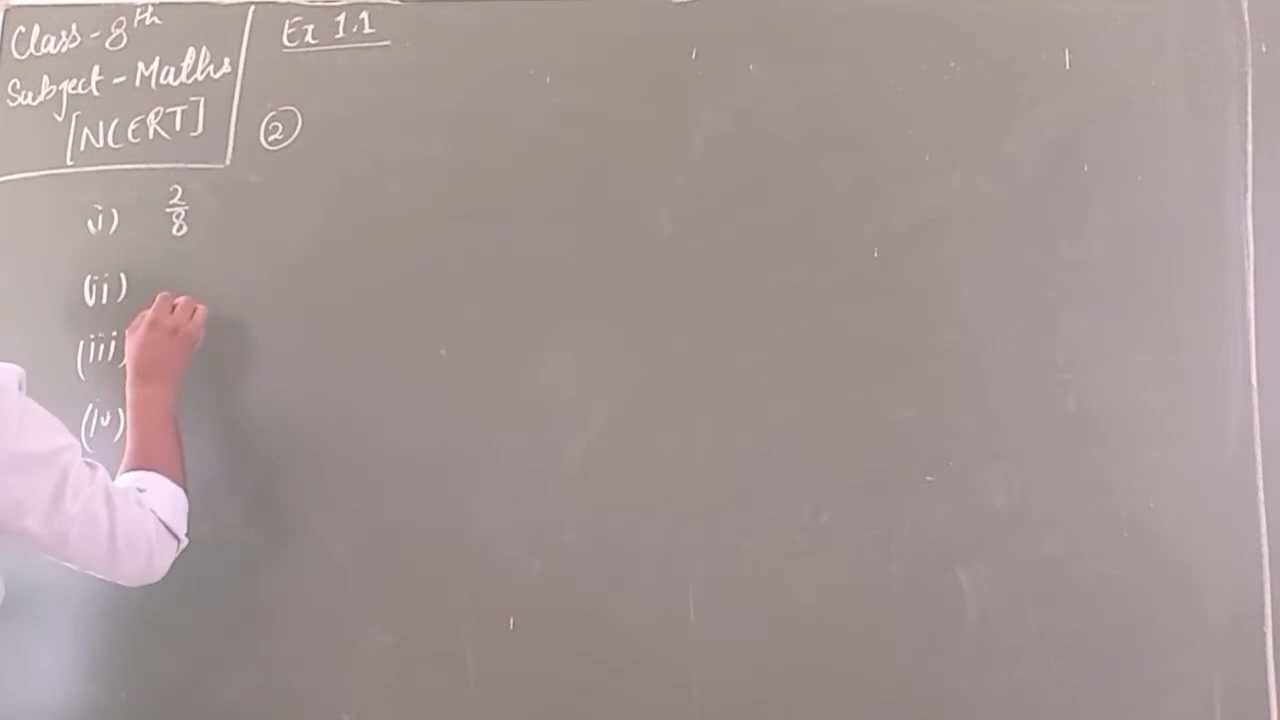 Class - 8th
Subject - Maths
[NCERT]
Ex 1.1
②
(i) 2/8
(ii)
(iii)
(iv)